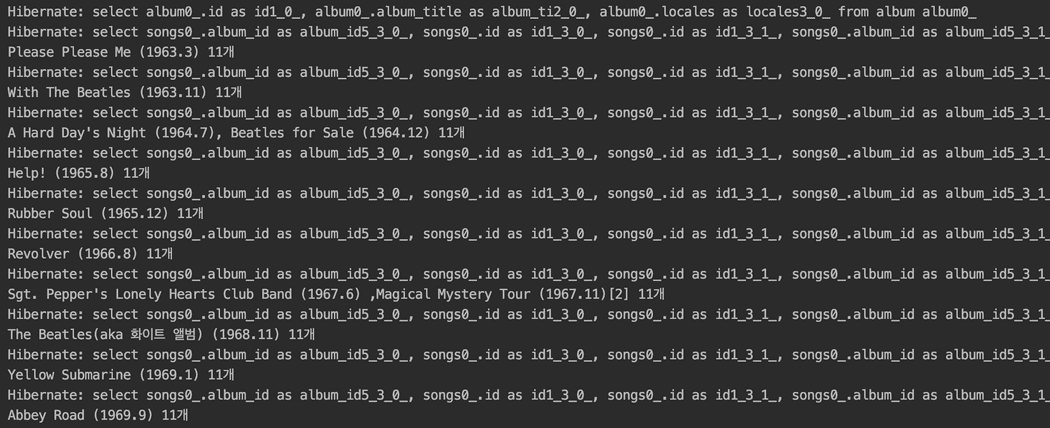 Hibernate: select album0_.id as id1_0_, album0_.album_title as album_ti2_0_, album0_.locales as locales3_0_ from album album0_
Hibernate: select songs0_.album_id as album_id5_3_0_, songs0_.id as id1_3_0_, songs0_.id as id1_3_1_, songs0_.album_id as album_id5_3_1_
Please Please Me (1963.3) 11개
Hibernate: select songs0_.album_id as album_id5_3_0_, songs0_.id as id1_3_0_, songs0_.id as id1_3_1_, songs0_.album_id as album_id5_3_1_
With The Beatles (1963.11) 11개
Hibernate: select songs0_.album_id as album_id5_3_0_, songs0_.id as id1_3_0_, songs0_.id as id1_3_1_, songs0_.album_id as album_id5_3_1_
A Hard Day's Night (1964.7), Beatles for Sale (1964.12) 11개
Hibernate: select songs0_.album_id as album_id5_3_0_, songs0_.id as id1_3_0_, songs0_.id as id1_3_1_, songs0_.album_id as album_id5_3_1_
Help! (1965.8) 11개
Hibernate: select songs0_.album_id as album_id5_3_0_, songs0_.id as id1_3_0_, songs0_.id as id1_3_1_, songs0_.album_id as album_id5_3_1_
Rubber Soul (1965.12) 11개
Hibernate: select songs0_.album_id as album_id5_3_0_, songs0_.id as id1_3_0_, songs0_.id as id1_3_1_, songs0_.album_id as album_id5_3_1_
Revolver (1966.8) 11개
Hibernate: select songs0_.album_id as album_id5_3_0_, songs0_.id as id1_3_0_, songs0_.id as id1_3_1_, songs0_.album_id as album_id5_3_1_
Sgt. Pepper's Lonely Hearts Club Band (1967.6) ,Magical Mystery Tour (1967.11)[2] 11개
Hibernate: select songs0_.album_id as album_id5_3_0_, songs0_.id as id1_3_0_, songs0_.id as id1_3_1_, songs0_.album_id as album_id5_3_1_
The Beatles(aka 화이트 앨범) (1968.11) 11개
Hibernate: select songs0_.album_id as album_id5_3_0_, songs0_.id as id1_3_0_, songs0_.id as id1_3_1_, songs0_.album_id as album_id5_3_1_
Yellow Submarine (1969.1) 11개
Hibernate: select songs0_.album_id as album_id5_3_0_, songs0_.id as id1_3_0_, songs0_.id as id1_3_1_, songs0_.album_id as album_id5_3_1_
Abbey Road (1969.9) 11개